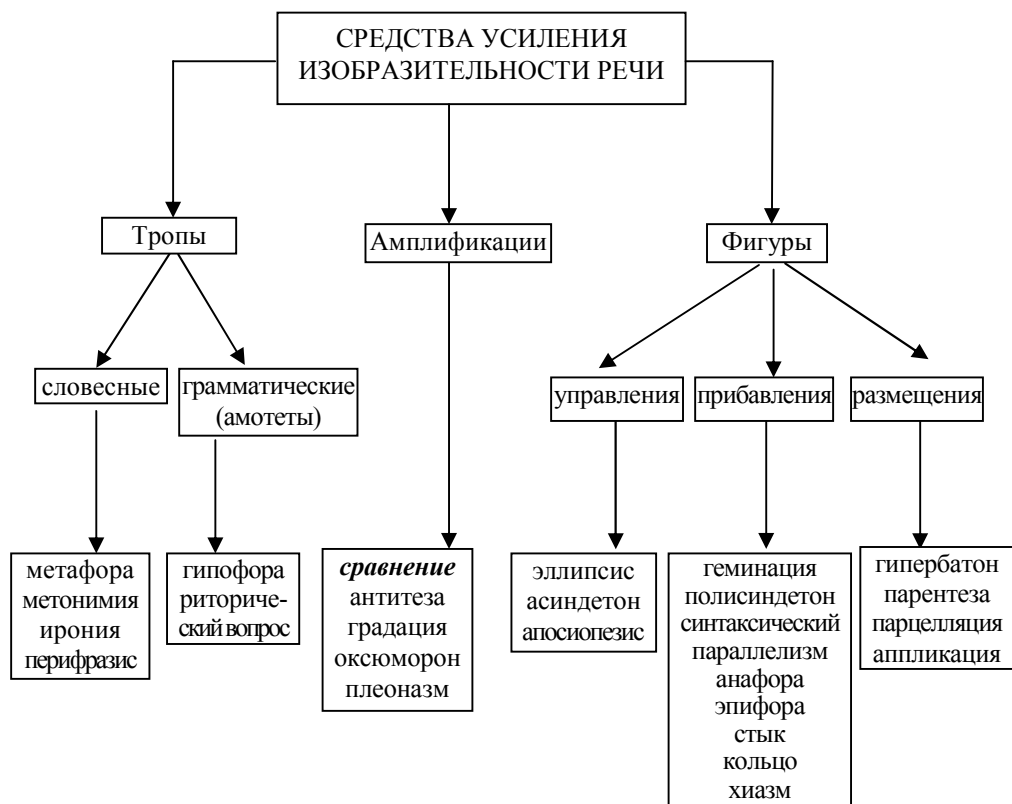 СРЕДСТВА УСИЛЕНИЯ
ИЗОБРАЗИТЕЛЬНОСТИ РЕЧИ
Тропы
Амплификации
Фигуры
словесные
грамматические
(амотеты)
управления
прибавления
размещения
метафора
метонимия
ирония
перифразис
гипофора
риториче-
ский вопрос
сравнение
антитеза
градация
оксюморон
плеоназм
эллипсис
асиндетон
апосиопезис
геминация
полисиндетон
синтаксический
параллелизм
анафора
эпифора
стык
кольцо
хиазм
гипербатон
парентеза
парцелляция
аппликация